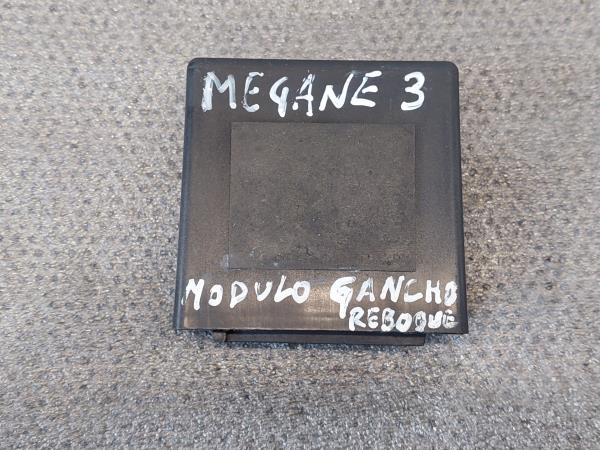 MEGANE 3
MODULO GANCHO
REBOQUE